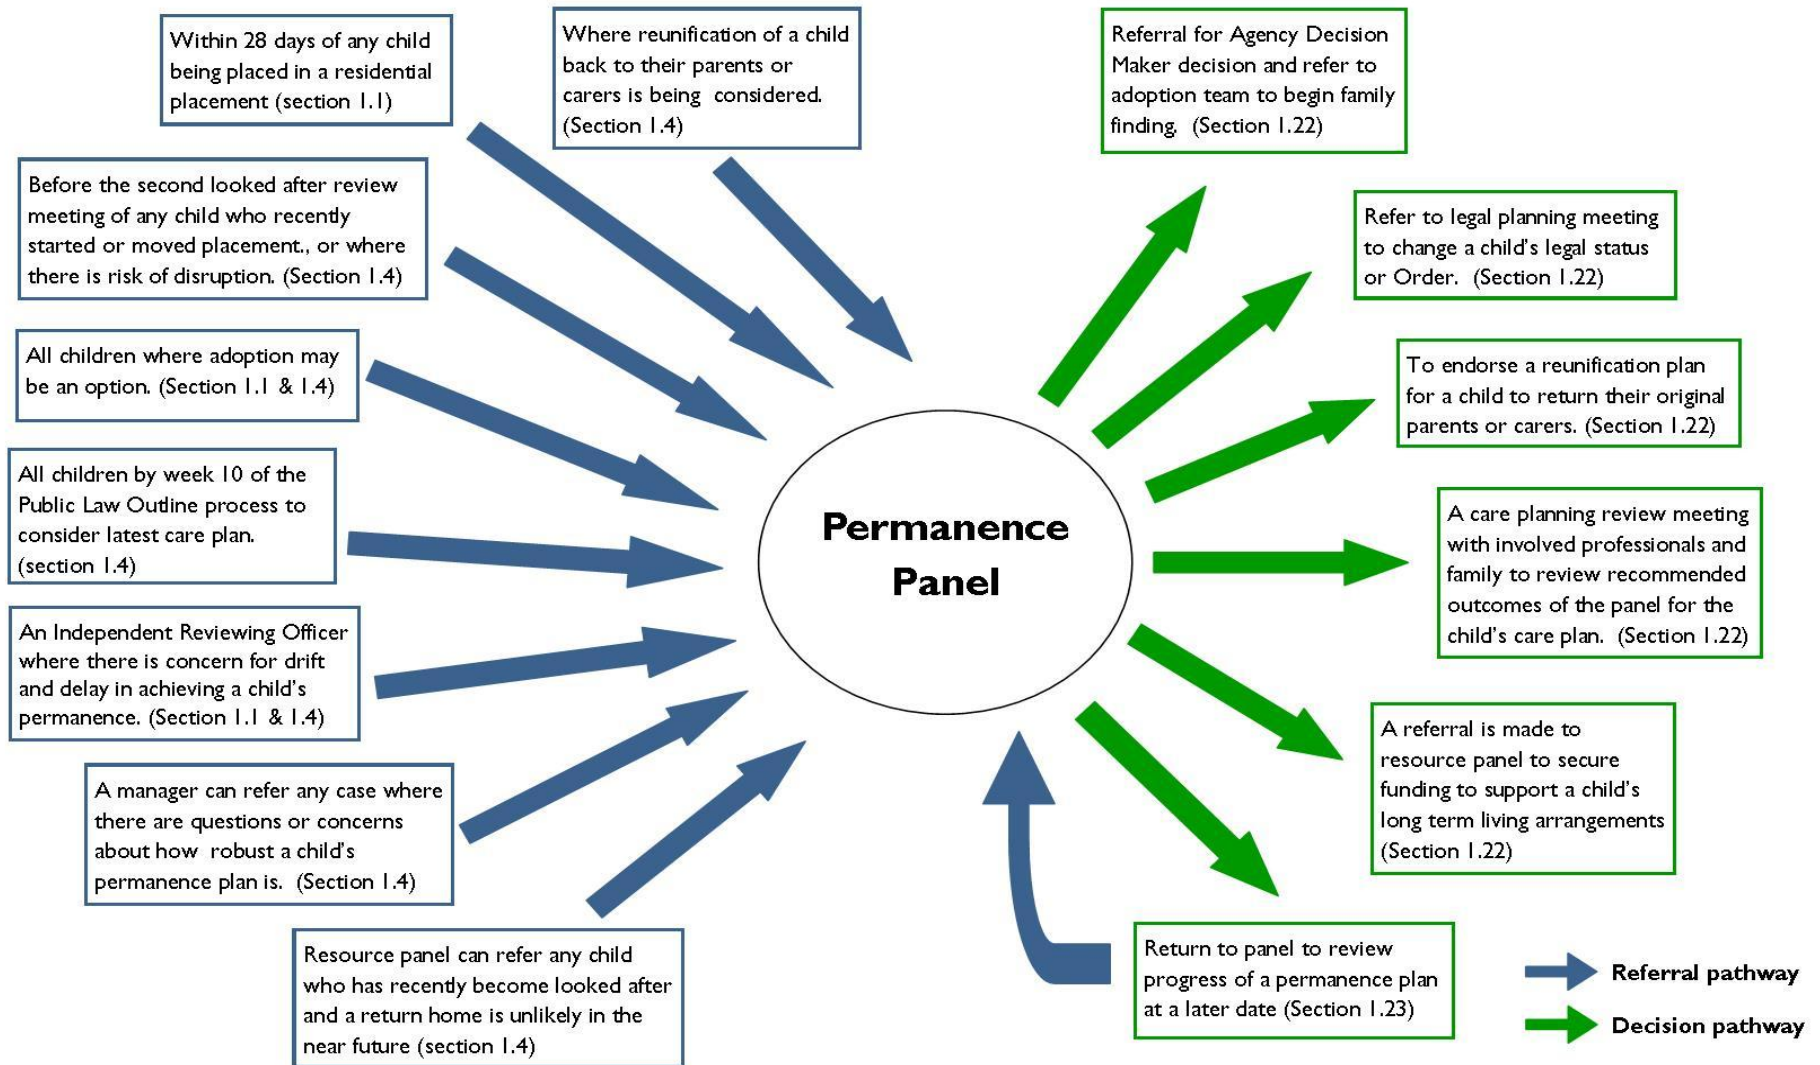 Within 28 days of any child
being placed in a residential
placement (section 1.1)
Where reunification of a child
back to their parents or
carers is being considered.
(Section 1.4)
Referral for Agency Decision
Maker decision and refer to
adoption team to begin family
finding. (Section 1.22)
Before the second looked after review
meeting of any child who recently
started or moved placement., or where
there is risk of disruption. (Section 1.4)
Refer to legal planning meeting
to change a child's legal status
or Order. (Section 1.22)
All children where adoption may
be an option. (Section 1.1 & 1.4)
To endorse a reunification plan
for a child to return their original
parents or carers. (Section 1.22)
All children by week 10 of the
Public Law Outline process to
consider latest care plan.
(section 1.4)
Permanence
Panel
A care planning review meeting
with involved professionals and
family to review recommended
outcomes of the panel for the
child's care plan. (Section 1.22)
An Independent Reviewing Officer
where there is concern for drift
and delay in achieving a child's
permanence. (Section 1.1 & 1.4)
A referral is made to
resource panel to secure
funding to support a child's
long term living arrangements
(Section 1.22)
A manager can refer any case where
there are questions or concerns
about how robust a child's
permanence plan is. (Section 1.4)
Resource panel can refer any child
who has recently become looked after
and a return home is unlikely in the
near future (section 1.4)
Return to panel to review
progress of a permanence plan
at a later date (Section 1.23)
Referral pathway
Decision pathway